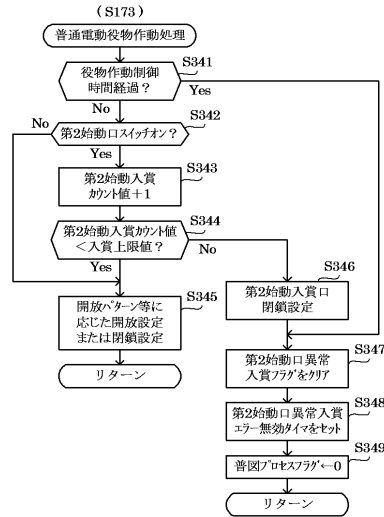 (S173)
普通電動役物作動処理
役物作動制御
時間経過?
S341
Yes
No
S342
第2始動口スイッチオン?
No
Yes
S343
第2始動入賞
カウント値+1
S344
第2始動入賞カウント値
<入賞上限値?
No
Yes
S345
開放パターン等に
応じた開放設定
または閉鎖設定
リターン
S346
第2始動入賞口
閉鎖設定
S347
第2始動口異常
入賞フラグをクリア
S348
第2始動口異常入賞
エラー無効タイマをセット
S349
普図プロセスフラグ←0
リターン